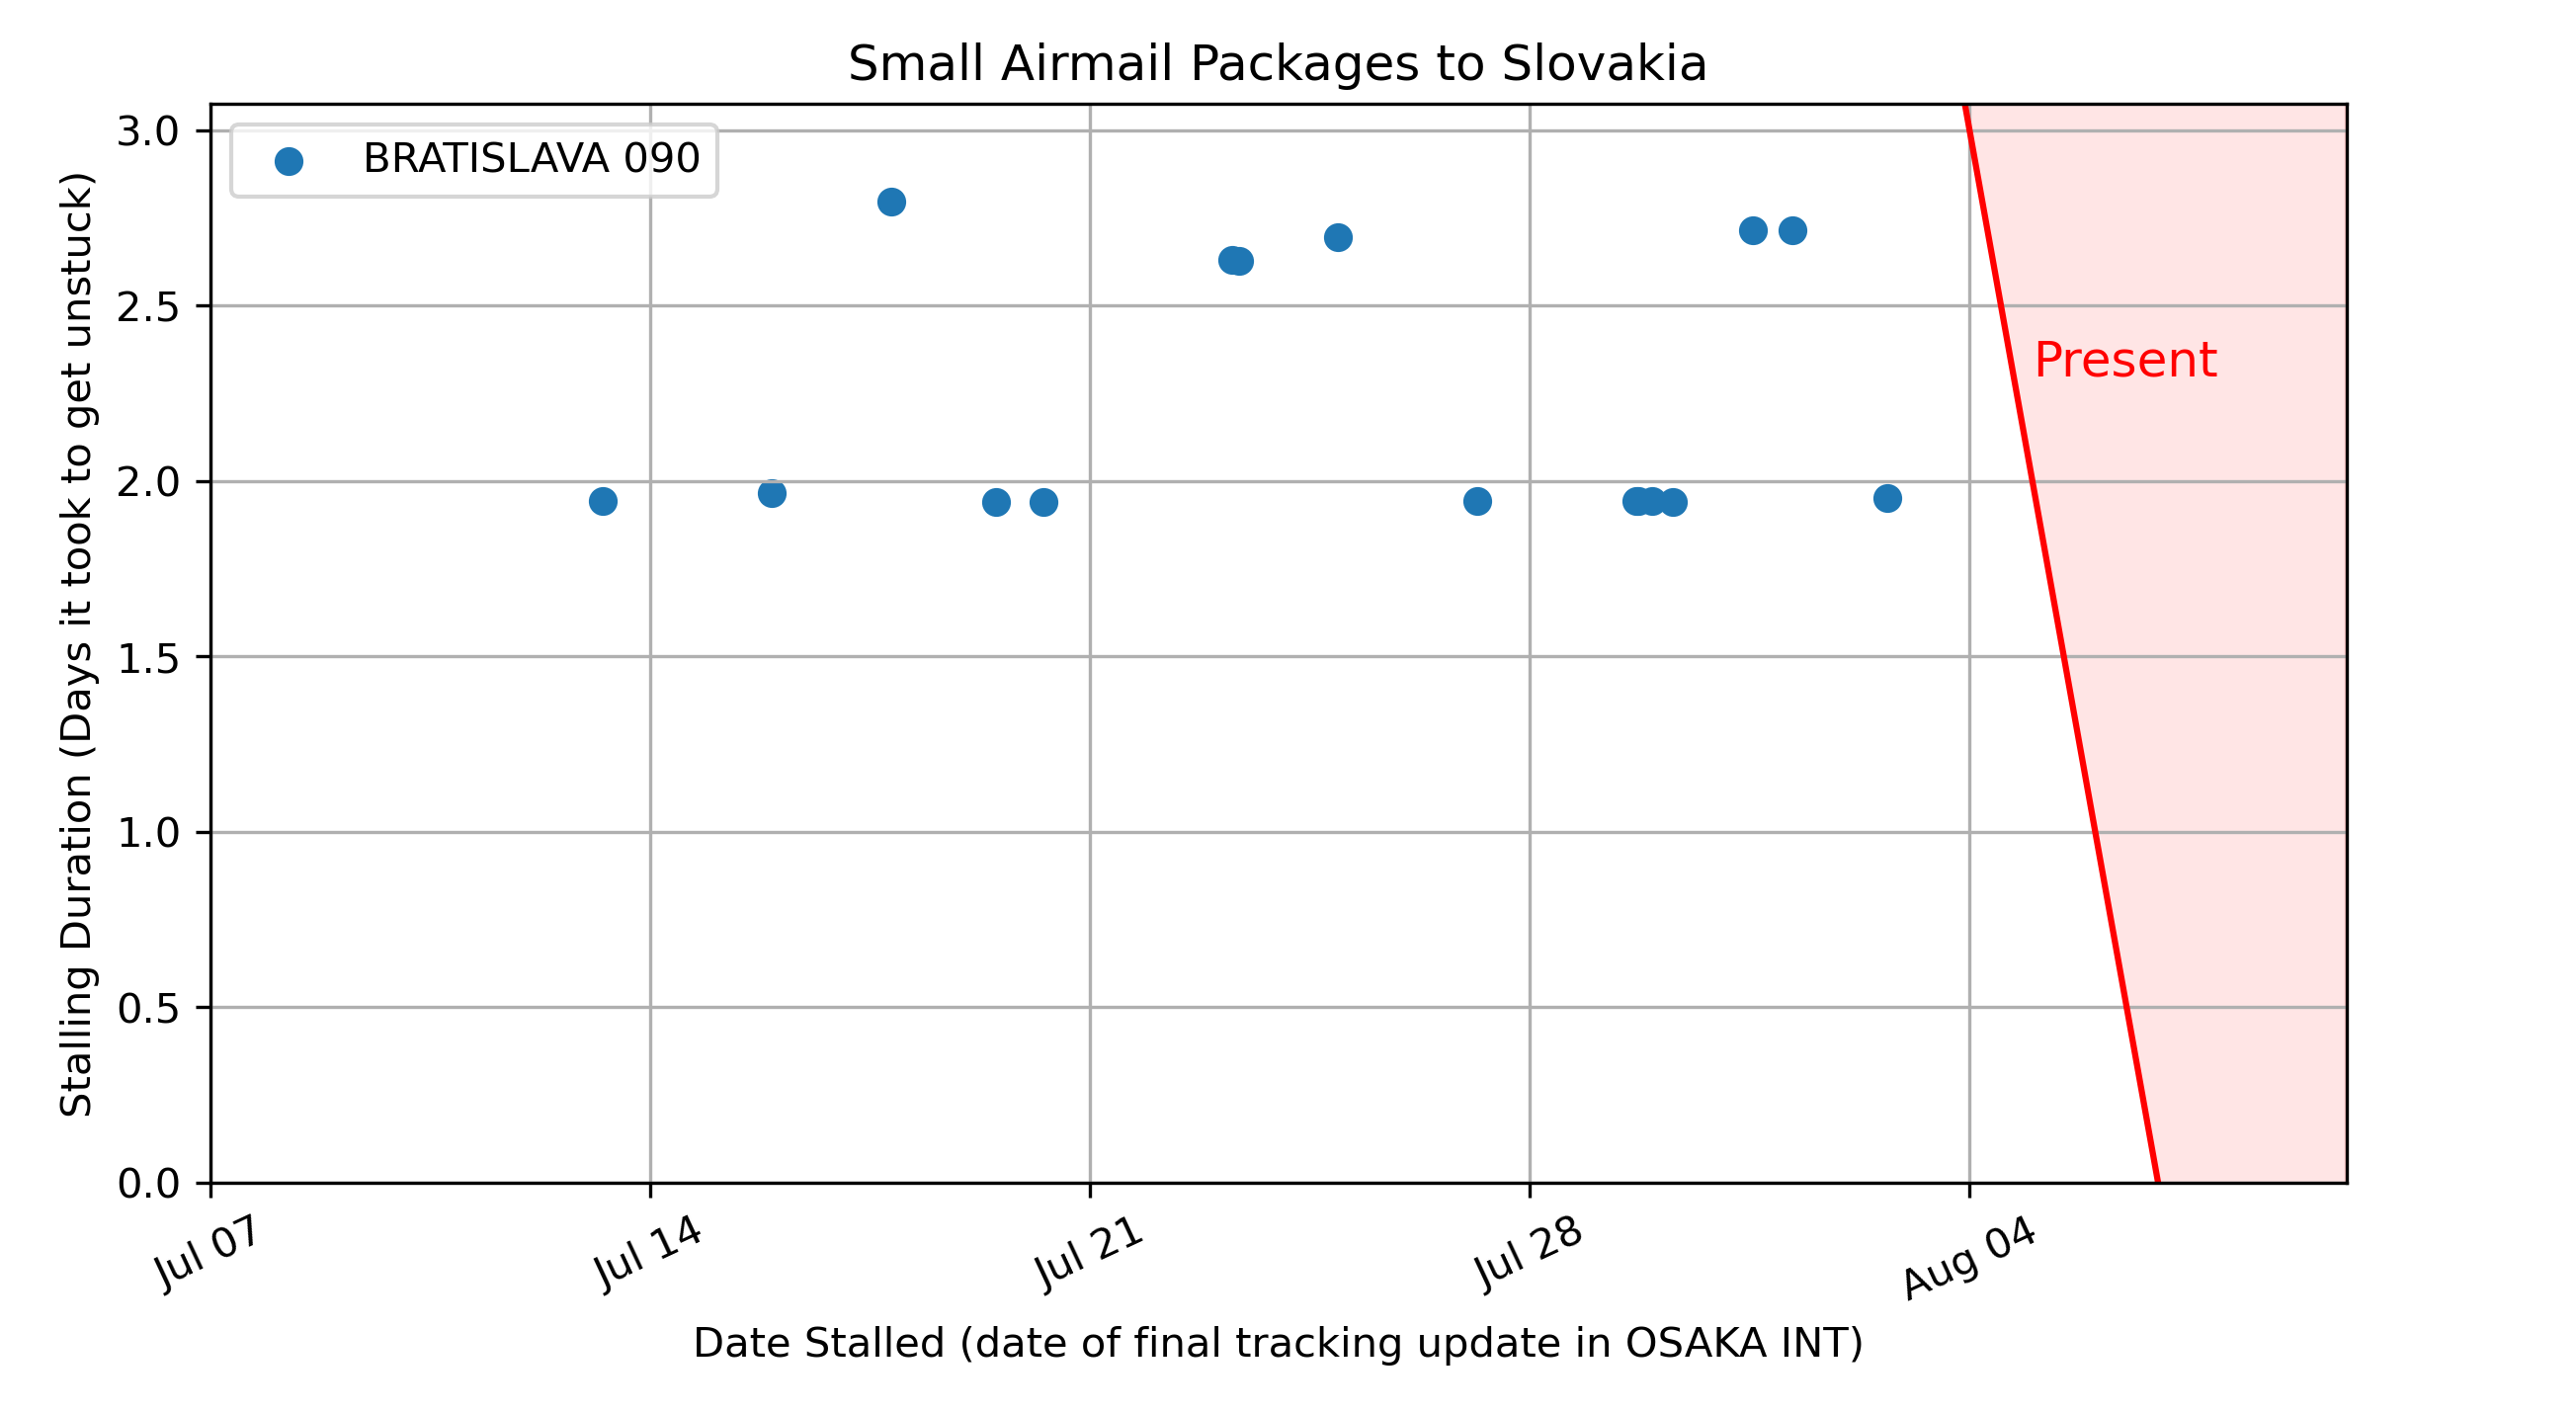 Small Airmail Packages to Slovakia
BRATISLAVA 090
Present
Stalling Duration (Days it took to get unstuck)
3.0
2.5
2.0
1.5
1.0
0.5
0.0
Jul 07
Jul 14
Jul 21
Jul 28
Aug 04
Date Stalled (date of final tracking update in OSAKA INT)